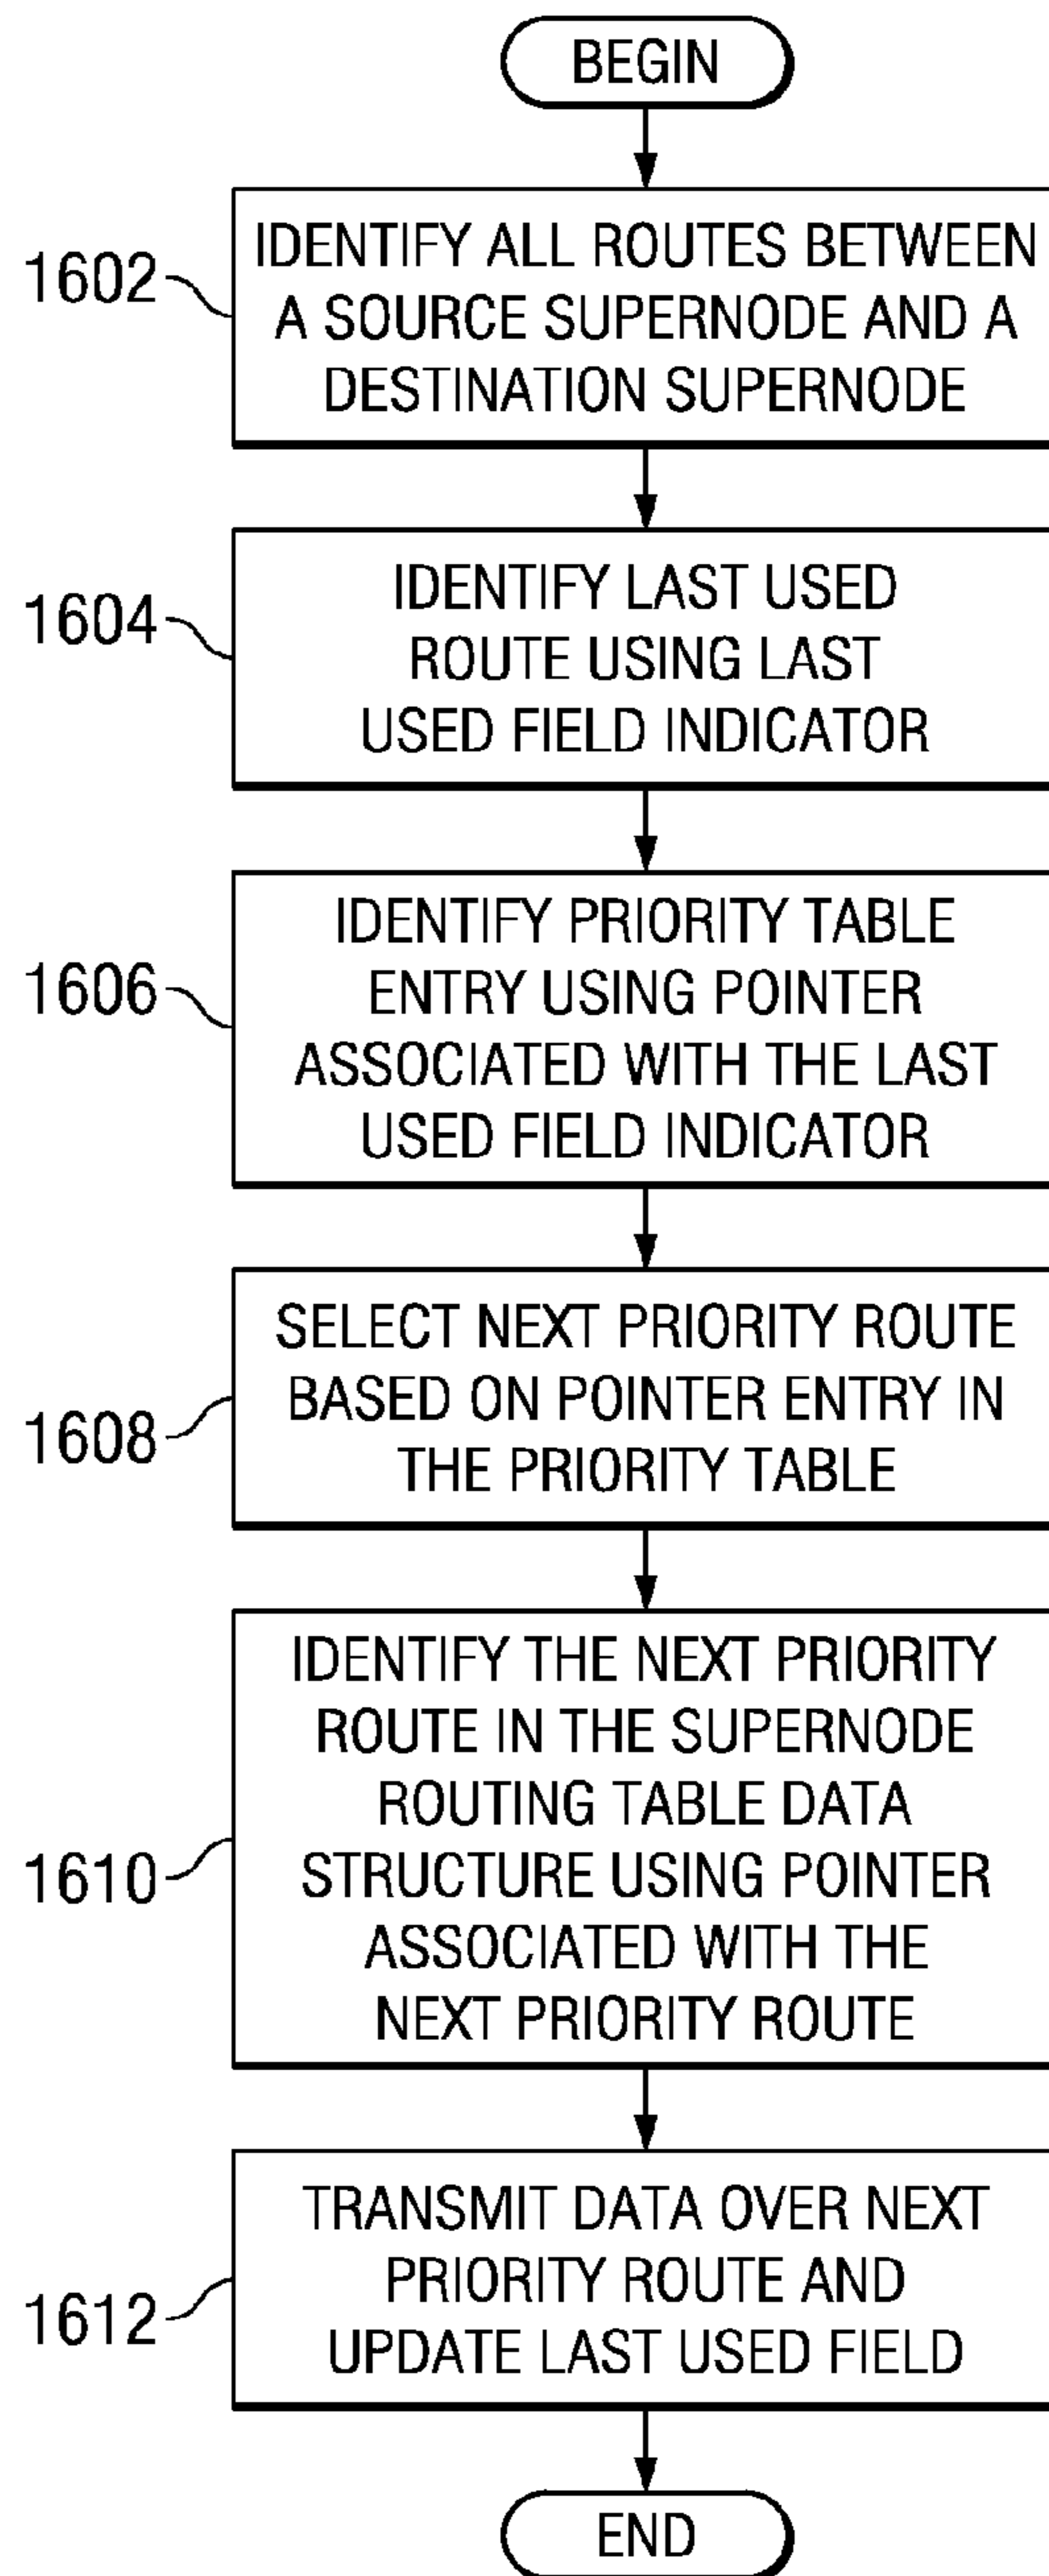 BEGIN
1602
IDENTIFY ALL ROUTES BETWEEN
A SOURCE SUPERNODE AND A
DESTINATION SUPERNODE
1604
IDENTIFY LAST USED
ROUTE USING LAST
USED FIELD INDICATOR
1606
IDENTIFY PRIORITY TABLE
ENTRY USING POINTER
ASSOCIATED WITH THE LAST
USED FIELD INDICATOR
1608
SELECT NEXT PRIORITY ROUTE
BASED ON POINTER ENTRY IN
THE PRIORITY TABLE
1610
IDENTIFY THE NEXT PRIORITY
ROUTE IN THE SUPERNODE
ROUTING TABLE DATA
STRUCTURE USING POINTER
ASSOCIATED WITH THE
NEXT PRIORITY ROUTE
1612
TRANSMIT DATA OVER NEXT
PRIORITY ROUTE AND
UPDATE LAST USED FIELD
END